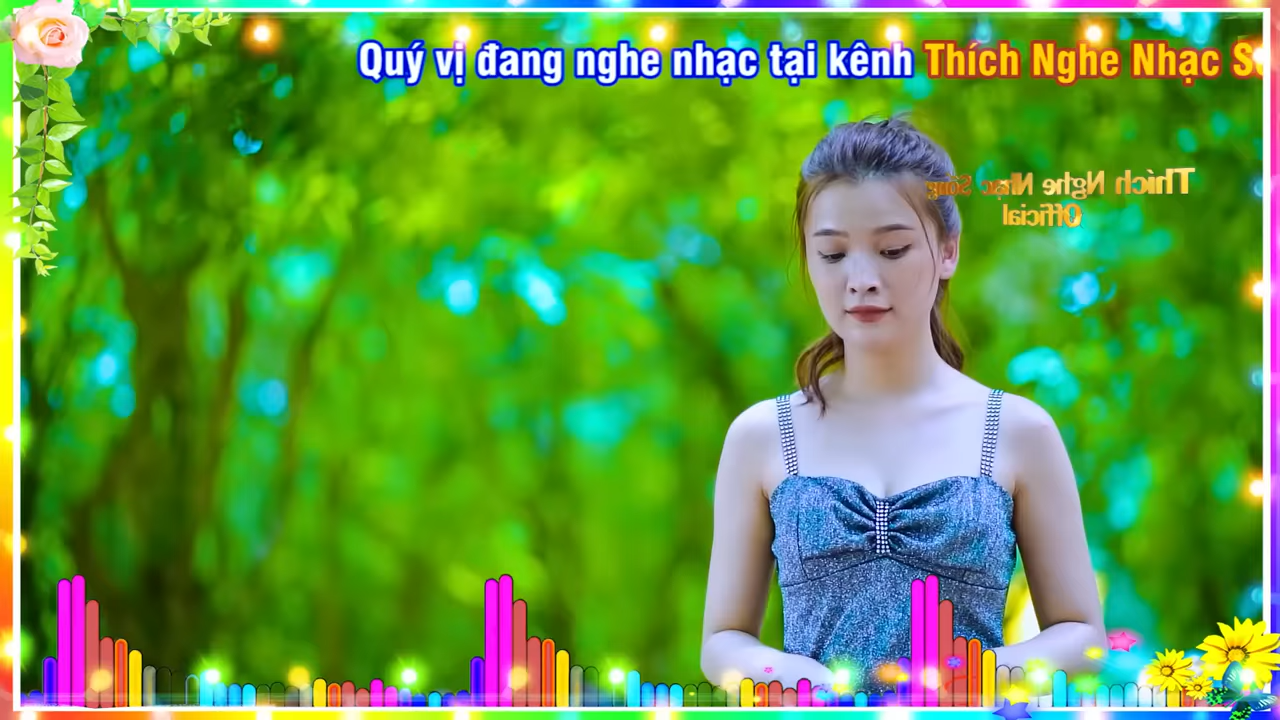 Quý vị đang nghe nhạc tại kênh Thích Nghe Nhạc S
Thích Nghe Nhạc Sống
Official